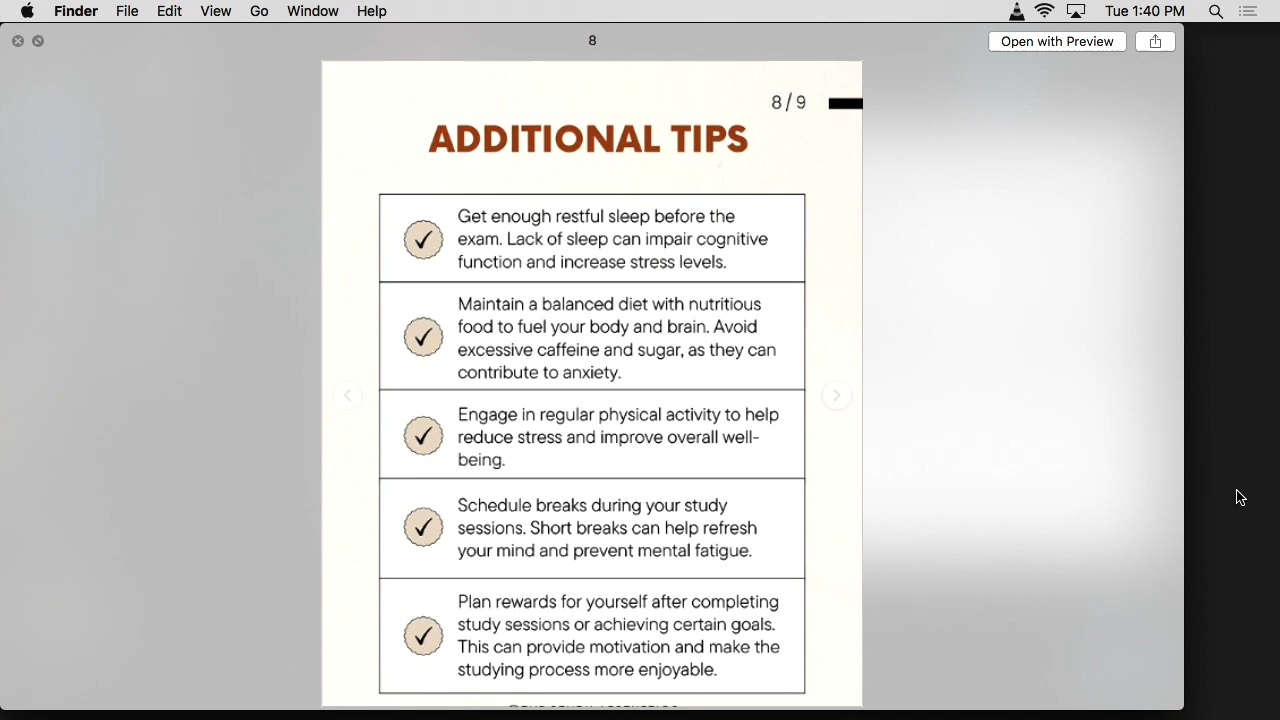 Finder File Edit View Go Window Help Tue 1:40 PM
8 Open with Preview
8/9
ADDITIONAL TIPS
Get enough restful sleep before the
exam. Lack of sleep can impair cognitive
function and increase stress levels.
Maintain a balanced diet with nutritious
food to fuel your body and brain. Avoid
excessive caffeine and sugar, as they can
contribute to anxiety.
Engage in regular physical activity to help
reduce stress and improve overall well-
being.
Schedule breaks during your study
sessions. Short breaks can help refresh
your mind and prevent mental fatigue.
Plan rewards for yourself after completing
study sessions or achieving certain goals.
This can provide motivation and make the
studying process more enjoyable.